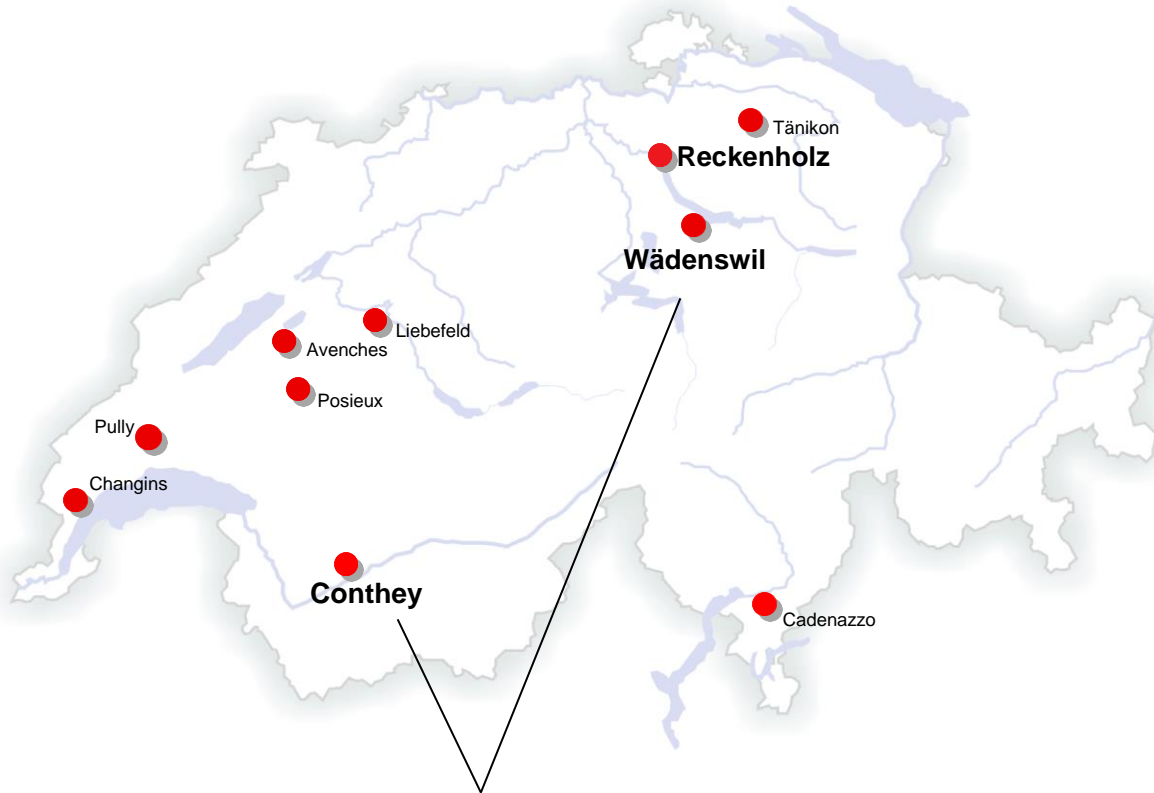 Tänikon
Reckenholz
Wädenswil
Liebefeld
Avenches
Posieux
Pully
Changins
Conthey
Cadenazzo